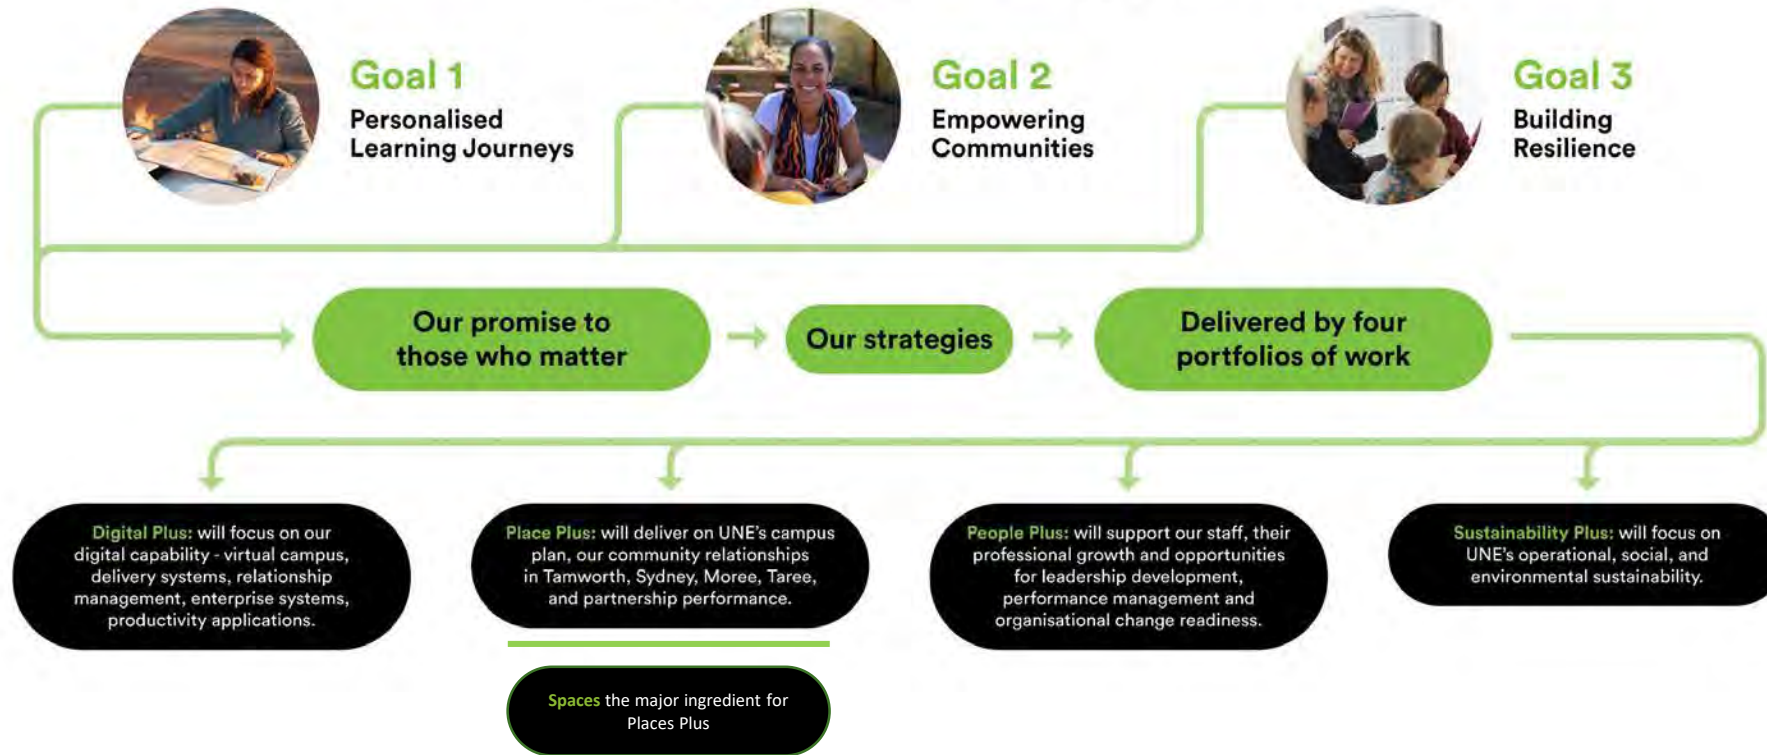 Goal 1
Personalised
Learning Journeys
Goal 2
Empowering
Communities
Goal 3
Building
Resilience
Our promise to
those who matter
Our strategies
Delivered by four
portfolios of work
Digital Plus: will focus on our
digital capability - virtual campus,
delivery systems, relationship
management, enterprise systems,
productivity applications.
Place Plus: will deliver on UNE's campus
plan, our community relationships
in Tamworth, Sydney, Moree, Taree,
and partnership performance.
People Plus: will support our staff, their
professional growth and opportunities
for leadership development,
performance management and
organisational change readiness.
Sustainability Plus: will focus on
UNE's operational, social, and
environmental sustainability.
Spaces the major ingredient for
Places Plus